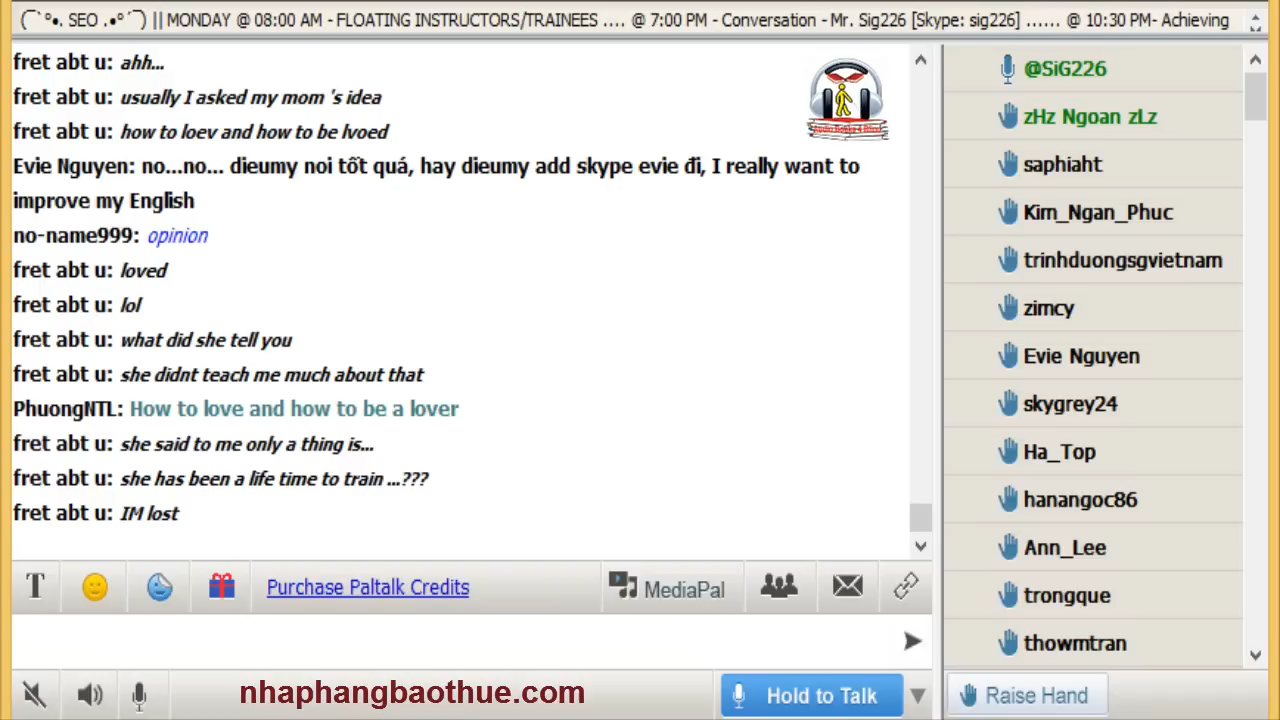 (¯`°•. SEO .•°´¯) || MONDAY @ 08:00 AM - FLOATING INSTRUCTORS/TRAINEES .... @ 7:00 PM - Conversation - Mr. Sig226 [Skype: sig226] ...... @ 10:30 PM- Achieving
fret abt u: ahh...
fret abt u: usually I asked my mom 's idea
fret abt u: how to loev and how to be lvoed
Evie Nguyen: no...no... dieumy noi tốt quá, hay dieumy add skype evie đi, I really want to
improve my English
no-name999: opinion
fret abt u: loved
fret abt u: lol
fret abt u: what did she tell you
fret abt u: she didnt teach me much about that
PhuongNTL: How to love and how to be a lover
fret abt u: she said to me only a thing is...
fret abt u: she has been a life time to train ...???
fret abt u: IM lost
Audio Books 4 Blind
@SiG226
zHz Ngoan zLz
saphiaht
Kim_Ngan_Phuc
trinhduongsgvietnam
zimcy
Evie Nguyen
skygrey24
Ha_Top
hanangoc86
Ann_Lee
trongque
thowmtran
T
Purchase Paltalk Credits
MediaPal
nhaphangbaothue.com
Hold to Talk
Raise Hand